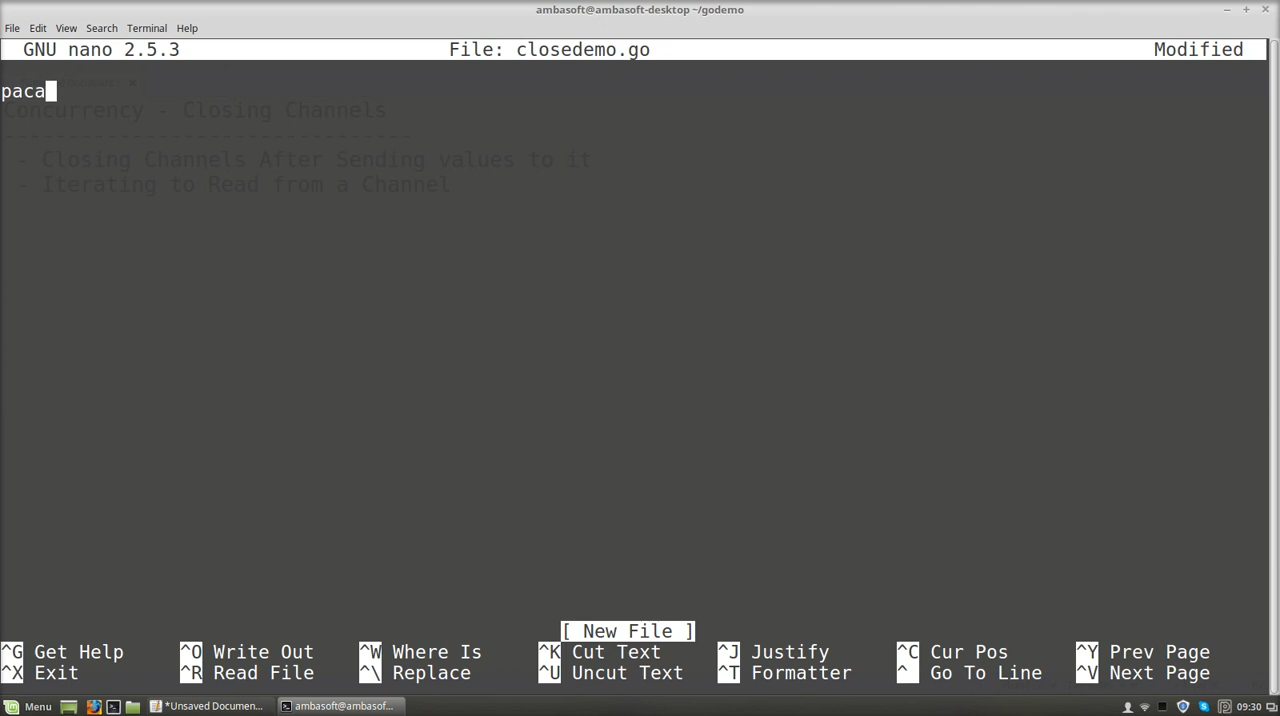 ambasoft@ambasoft-desktop ~/godemo
File Edit View Search Terminal Help
GNU nano 2.5.3 File: closedemo.go Modified
paca
Concurrency - Closing Channels
--------------------------------
- Closing Channels After Sending values to it
- Iterating to Read from a Channel
[ New File ]
^G Get Help ^O Write Out ^W Where Is ^K Cut Text ^J Justify ^C Cur Pos ^Y Prev Page
^X Exit ^R Read File ^\ Replace ^U Uncut Text ^T Formatter ^_ Go To Line ^V Next Page
Menu *Unsaved Documen... ambasoft@ambasof... 09:30